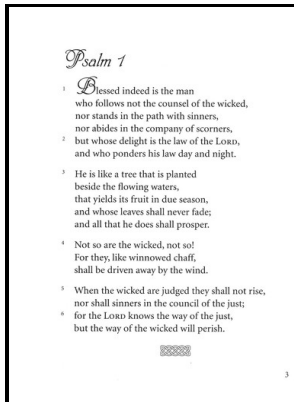 Psalm 1
1 Blessed indeed is the man
who follows not the counsel of the wicked,
nor stands in the path with sinners,
nor abides in the company of scorners,
2 but whose delight is the law of the LORD,
and who ponders his law day and night.
3 He is like a tree that is planted
beside the flowing waters,
that yields its fruit in due season,
and whose leaves shall never fade;
and all that he does shall prosper.
4 Not so are the wicked, not so!
For they, like winnowed chaff,
shall be driven away by the wind.
5 When the wicked are judged they shall not rise,
nor shall sinners in the council of the just;
6 for the LORD knows the way of the just,
but the way of the wicked will perish.
3